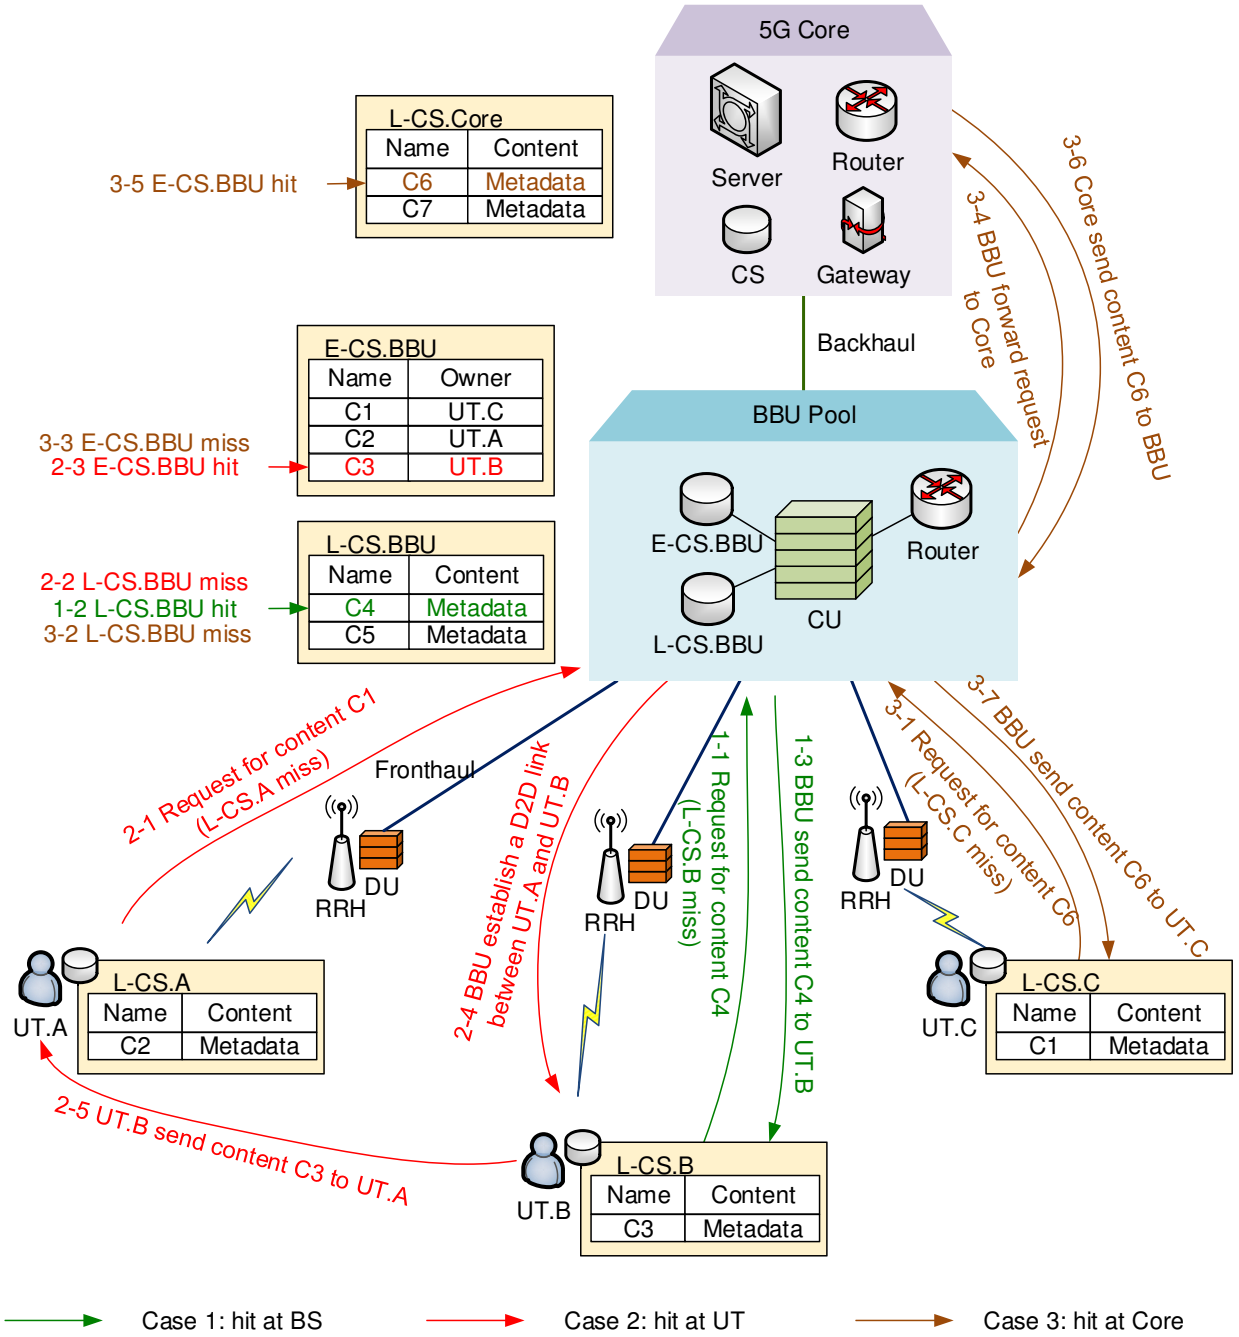 5G Core
Server
Router
CS
Gateway
L-CS.Core
Name Content
C6 Metadata
C7 Metadata
3-5 E-CS.BBU hit
3-6 Core send content C6 to BBU
3-4 BBU forward request
to Core
Backhaul
E-CS.BBU
Name Owner
C1 UT.C
C2 UT.A
C3 UT.B
3-3 E-CS.BBU miss
2-3 E-CS.BBU hit
BBU Pool
E-CS.BBU
Router
L-CS.BBU
CU
L-CS.BBU
Name Content
C4 Metadata
C5 Metadata
2-2 L-CS.BBU miss
1-2 L-CS.BBU hit
3-2 L-CS.BBU miss
2-1 Request for content C1
(L-CS.A miss)
Fronthaul
2-4 BBU establish a D2D link
between UT.A and UT.B
1-1 Request for content C4
(L-CS.B miss)
1-3 BBU send content C4 to UT.B
3-1 Request for content C6
(L-CS.C miss)
3-7 BBU send content C6 to UT.C
RRH
DU
RRH
DU
RRH
DU
UT.A
L-CS.A
Name Content
C2 Metadata
UT.C
L-CS.C
Name Content
C1 Metadata
2-5 UT.B send content C3 to UT.A
UT.B
L-CS.B
Name Content
C3 Metadata
Case 1: hit at BS
Case 2: hit at UT
Case 3: hit at Core